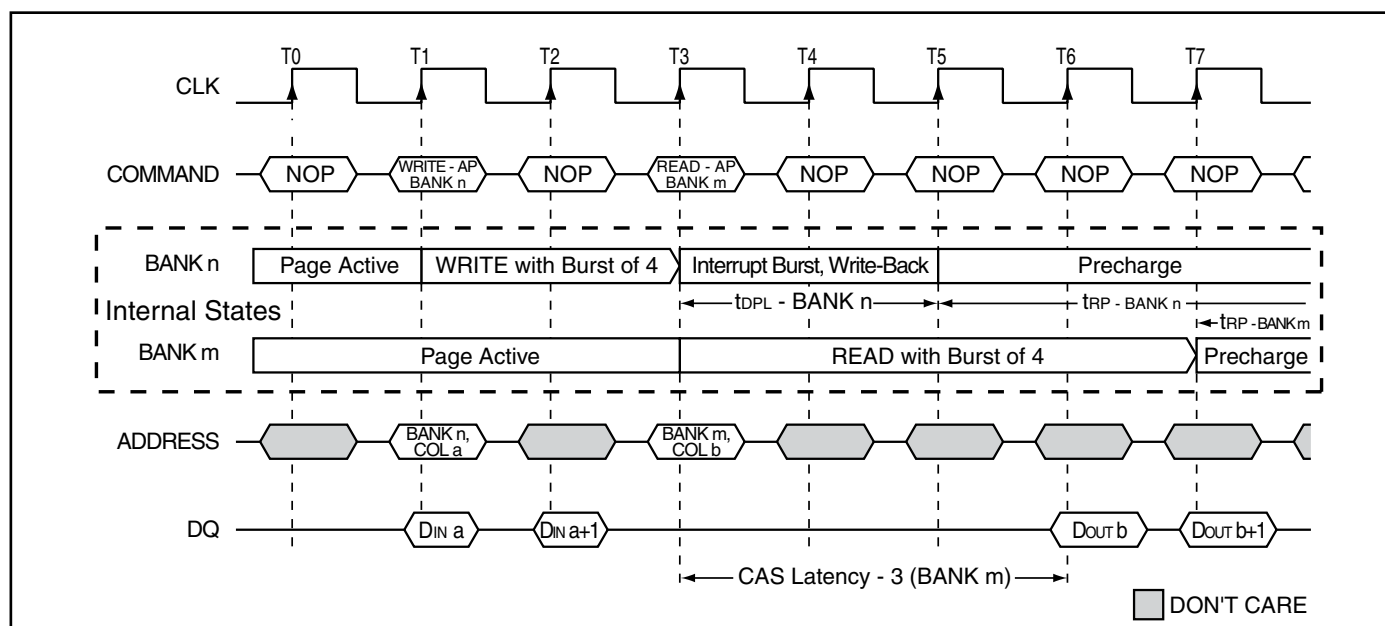 T0 T1 T2 T3 T4 T5 T6 T7
CLK
COMMAND NOP WRITE - AP BANK n NOP READ - AP BANK m NOP NOP NOP NOP
BANK n Page Active WRITE with Burst of 4 Interrupt Burst, Write-Back Precharge
tDPL - BANK n tRP - BANK n
Internal States
tRP - BANK m
BANK m Page Active READ with Burst of 4 Precharge
ADDRESS BANK n, COL a BANK m, COL b
DQ DIN a DIN a+1 DOUT b DOUT b+1
CAS Latency - 3 (BANK m)
DON'T CARE